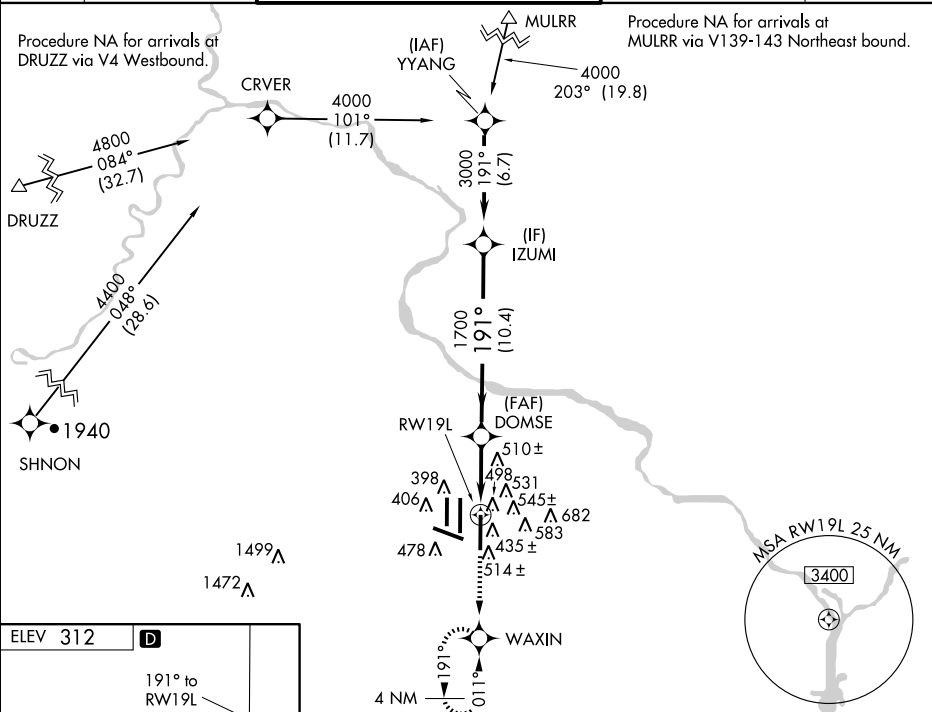 Procedure NA for arrivals at
DRUZZ via V4 Westbound.
MULRR
Procedure NA for arrivals at
MULRR via V139-143 Northeast bound.
(IAF)
YYANG
4000
203° (19.8)
CRVER
4000
101°
(11.7)
4800
084°
(32.7)
DRUZZ
3000
191°
(6.7)
(IF)
IZUMI
4400
048°
(28.6)
1700
191°
(10.4)
(FAF)
DOMSE
RW19L
1940
SHNON
510±
498
531
398
406
545±
682
583
478
435±
514±
1499
1472
MSA RW19L 25 NM
3400
ELEV 312 D
WAXIN
191°
011°
4 NM
191° to
RW19L